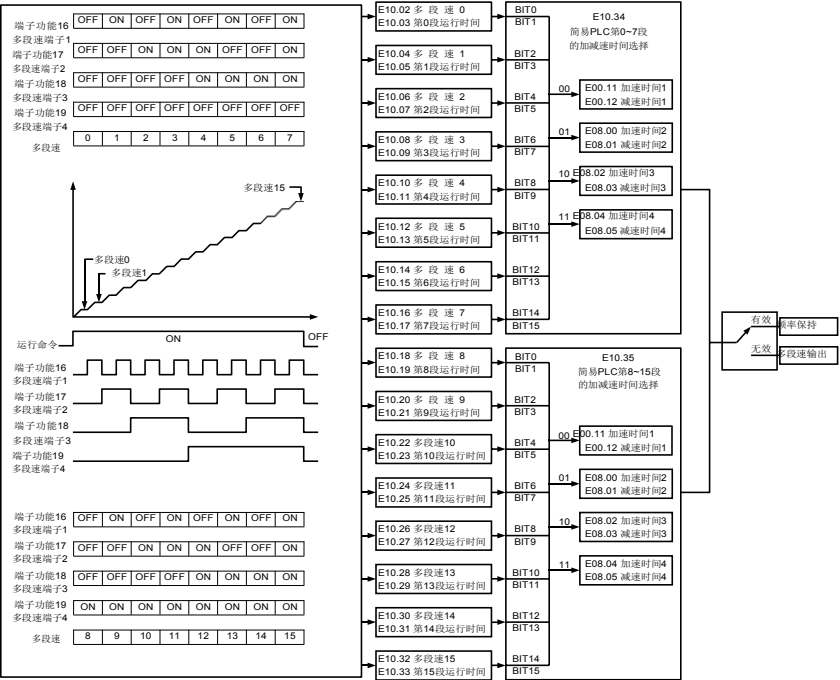 端子功能16 OFF ON OFF ON OFF ON OFF ON
多段速端子1
端子功能17 OFF OFF ON ON OFF OFF ON ON
多段速端子2
端子功能18 OFF OFF OFF OFF ON ON ON ON
多段速端子3
端子功能19 OFF OFF OFF OFF OFF OFF OFF OFF
多段速端子4
多段速 0 1 2 3 4 5 6 7
多段速15
多段速0
多段速1
运行命令 ON OFF
端子功能16
多段速端子1
端子功能17
多段速端子2
端子功能18
多段速端子3
端子功能19
多段速端子4
端子功能16 OFF ON OFF ON OFF ON OFF ON
多段速端子1
端子功能17 OFF OFF ON ON OFF OFF ON ON
多段速端子2
端子功能18 OFF OFF OFF OFF ON ON ON ON
多段速端子3
端子功能19 ON ON ON ON ON ON ON ON
多段速端子4
多段速 8 9 10 11 12 13 14 15
E10.02 多 段 速 0
E10.03 第0段运行时间
E10.04 多 段 速 1
E10.05 第1段运行时间
E10.06 多 段 速 2
E10.07 第2段运行时间
E10.08 多 段 速 3
E10.09 第3段运行时间
E10.10 多 段 速 4
E10.11 第4段运行时间
E10.12 多 段 速 5
E10.13 第5段运行时间
E10.14 多 段 速 6
E10.15 第6段运行时间
E10.16 多 段 速 7
E10.17 第7段运行时间
E10.18 多 段 速 8
E10.19 第8段运行时间
E10.20 多 段 速 9
E10.21 第9段运行时间
E10.22 多段速10
E10.23 第10段运行时间
E10.24 多段速11
E10.25 第11段运行时间
E10.26 多段速12
E10.27 第12段运行时间
E10.28 多段速13
E10.29 第13段运行时间
E10.30 多段速14
E10.31 第14段运行时间
E10.32 多段速15
E10.33 第15段运行时间
BIT0
BIT1
BIT2
BIT3
BIT4
BIT5
BIT6
BIT7
BIT8
BIT9
BIT10
BIT11
BIT12
BIT13
BIT14
BIT15
E10.34
简易PLC第0~7段
的加减速时间选择
00 E00.11 加速时间1
E00.12 减速时间1
01 E08.00 加速时间2
E08.01 减速时间2
10 E08.02 加速时间3
E08.03 减速时间3
11 E08.04 加速时间4
E08.05 减速时间4
BIT0
BIT1
BIT2
BIT3
BIT4
BIT5
BIT6
BIT7
BIT8
BIT9
BIT10
BIT11
BIT12
BIT13
BIT14
BIT15
E10.35
简易PLC第8~15段
的加减速时间选择
00 E00.11 加速时间1
E00.12 减速时间1
01 E08.00 加速时间2
E08.01 减速时间2
10 E08.02 加速时间3
E08.03 减速时间3
11 E08.04 加速时间4
E08.05 减速时间4
有效 频率保持
无效 多段速输出